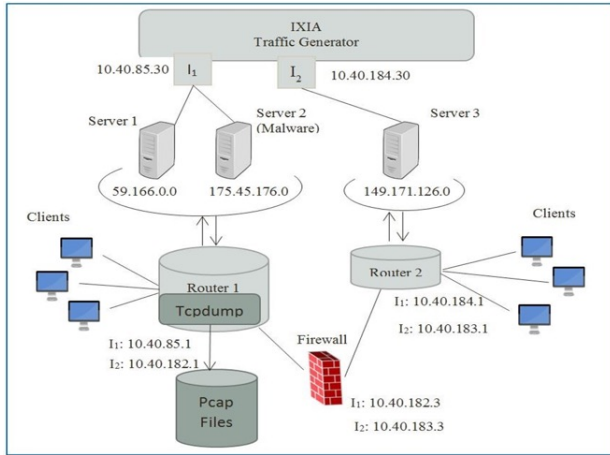 IXIA
Traffic Generator
10.40.85.30
I₁
I₂
10.40.184.30
Server 1
Server 2
(Malware)
Server 3
59.166.0.0
175.45.176.0
149.171.126.0
Clients
Clients
Router 1
Tcpdump
Router 2
I₁: 10.40.184.1
I₂: 10.40.183.1
I₁: 10.40.85.1
I₂: 10.40.182.1
Firewall
Pcap
Files
I₁: 10.40.182.3
I₂: 10.40.183.3